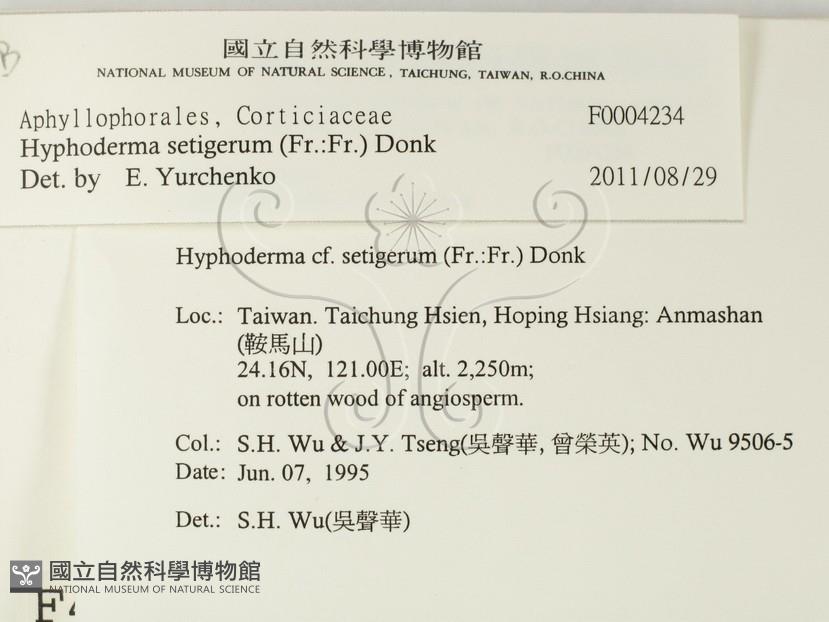 B
國立自然科學博物館
NATIONAL MUSEUM OF NATURAL SCIENCE, TAICHUNG, TAIWAN, R.O.CHINA
Aphyllophorales, Corticiaceae F0004234
Hyphoderma setigerum (Fr.:Fr.) Donk
Det. by E. Yurchenko 2011/08/29
Hyphoderma cf. setigerum (Fr.:Fr.) Donk
Loc.: Taiwan. Taichung Hsien, Hoping Hsiang: Anmashan
(鞍馬山)
24.16N, 121.00E; alt. 2,250m;
on rotten wood of angiosperm.
Col.: S.H. Wu & J.Y. Tseng(吳聲華, 曾榮英); No. Wu 9506-5
Date: Jun. 07, 1995
Det.: S.H. Wu(吳聲華)
國立自然科學博物館
NATIONAL MUSEUM OF NATURAL SCIENCE